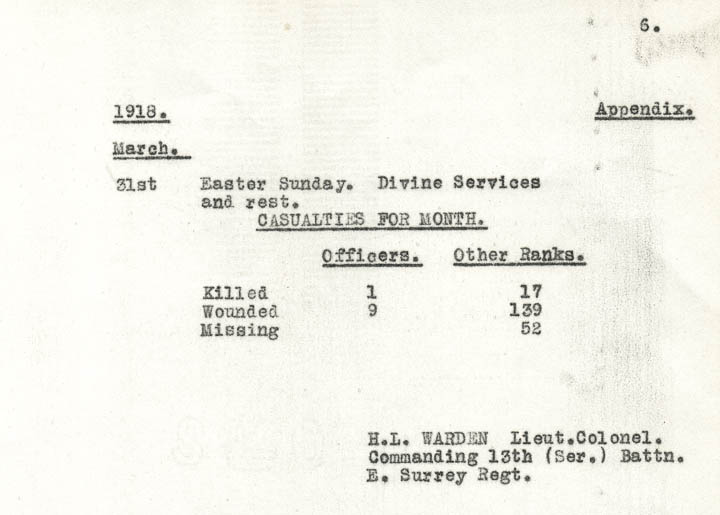 6.
1918. Appendix.
March.
31st Easter Sunday. Divine Services
and rest.
CASUALTIES FOR MONTH.
Officers. Other Ranks.
Killed 1 17
Wounded 9 139
Missing 52
H.L. WARDEN Lieut.Colonel.
Commanding 13th (Ser.) Battn.
E. Surrey Regt.